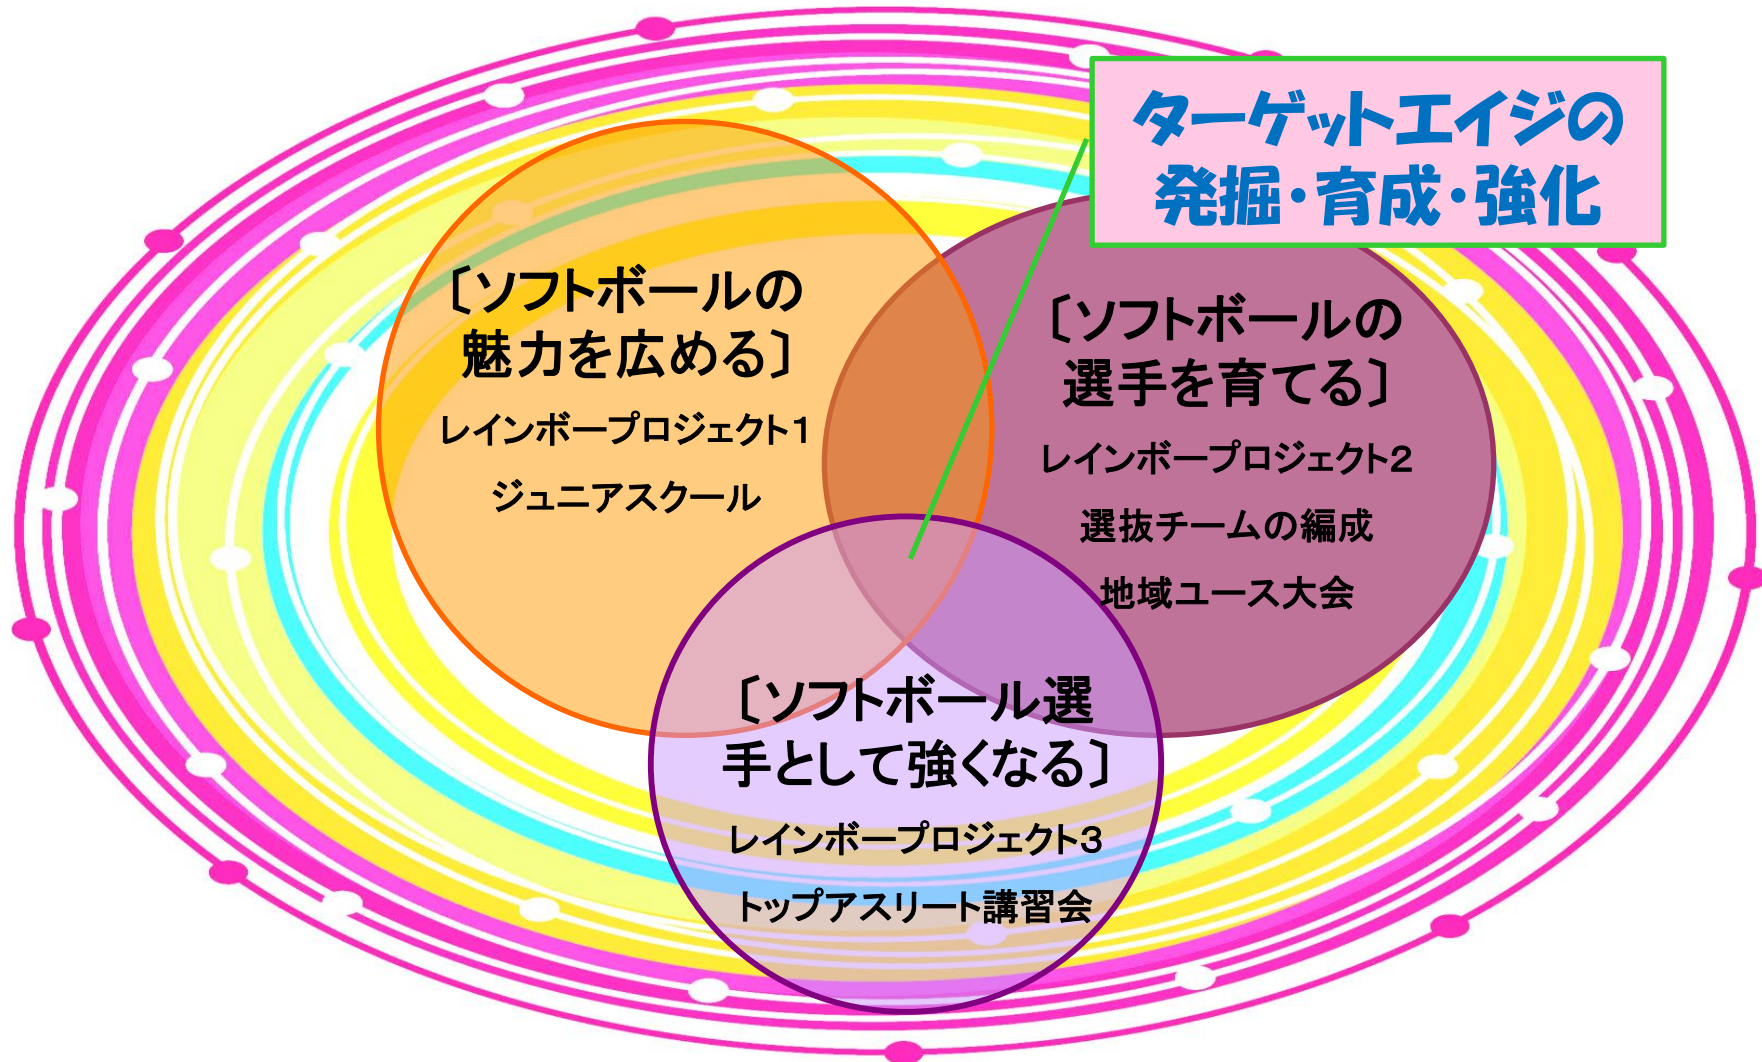 ターゲットエイジの
発掘・育成・強化
〔ソフトボールの
魅力を広める〕
レインボープロジェクト1
ジュニアスクール
〔ソフトボールの
選手を育てる〕
レインボープロジェクト2
選抜チームの編成
地域ユース大会
〔ソフトボール選
手として強くなる〕
レインボープロジェクト3
トップアスリート講習会